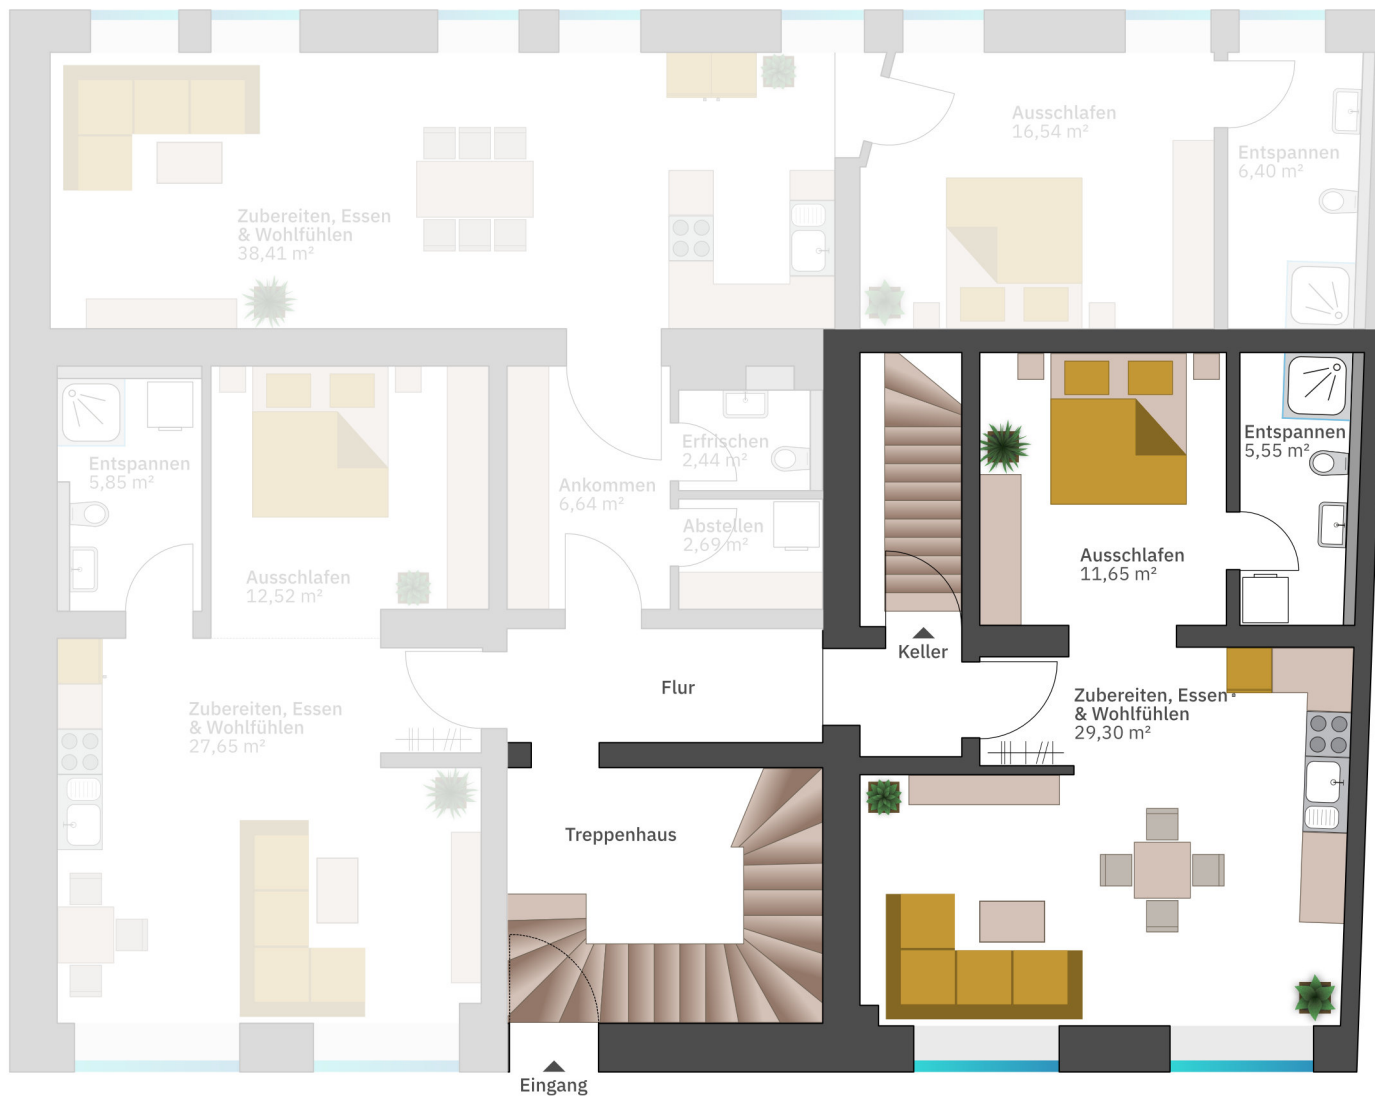 Zubereiten, Essen
& Wohlfühlen
38,41 m²
Ausschlafen
16,54 m²
Entspannen
6,40 m²
Entspannen
5,85 m²
Ausschlafen
12,52 m²
Ankommen
6,64 m²
Erfrischen
2,44 m²
Abstellen
2,69 m²
Entspannen
5,55 m²
Ausschlafen
11,65 m²
Keller
Flur
Zubereiten, Essen
& Wohlfühlen
27,65 m²
Zubereiten, Essen
& Wohlfühlen
29,30 m²
Treppenhaus
Eingang